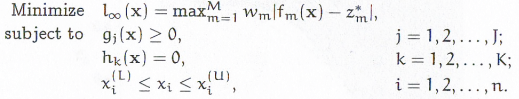 Minimize l∞(x) = max_{m=1}^{M} w_m|f_m(x) − z*_m|,
subject to g_j(x) ≥ 0, j = 1, 2, . . . , J;
h_k(x) = 0, k = 1, 2, . . . , K;
x_i^{(L)} ≤ x_i ≤ x_i^{(U)}, i = 1, 2, . . . , n.